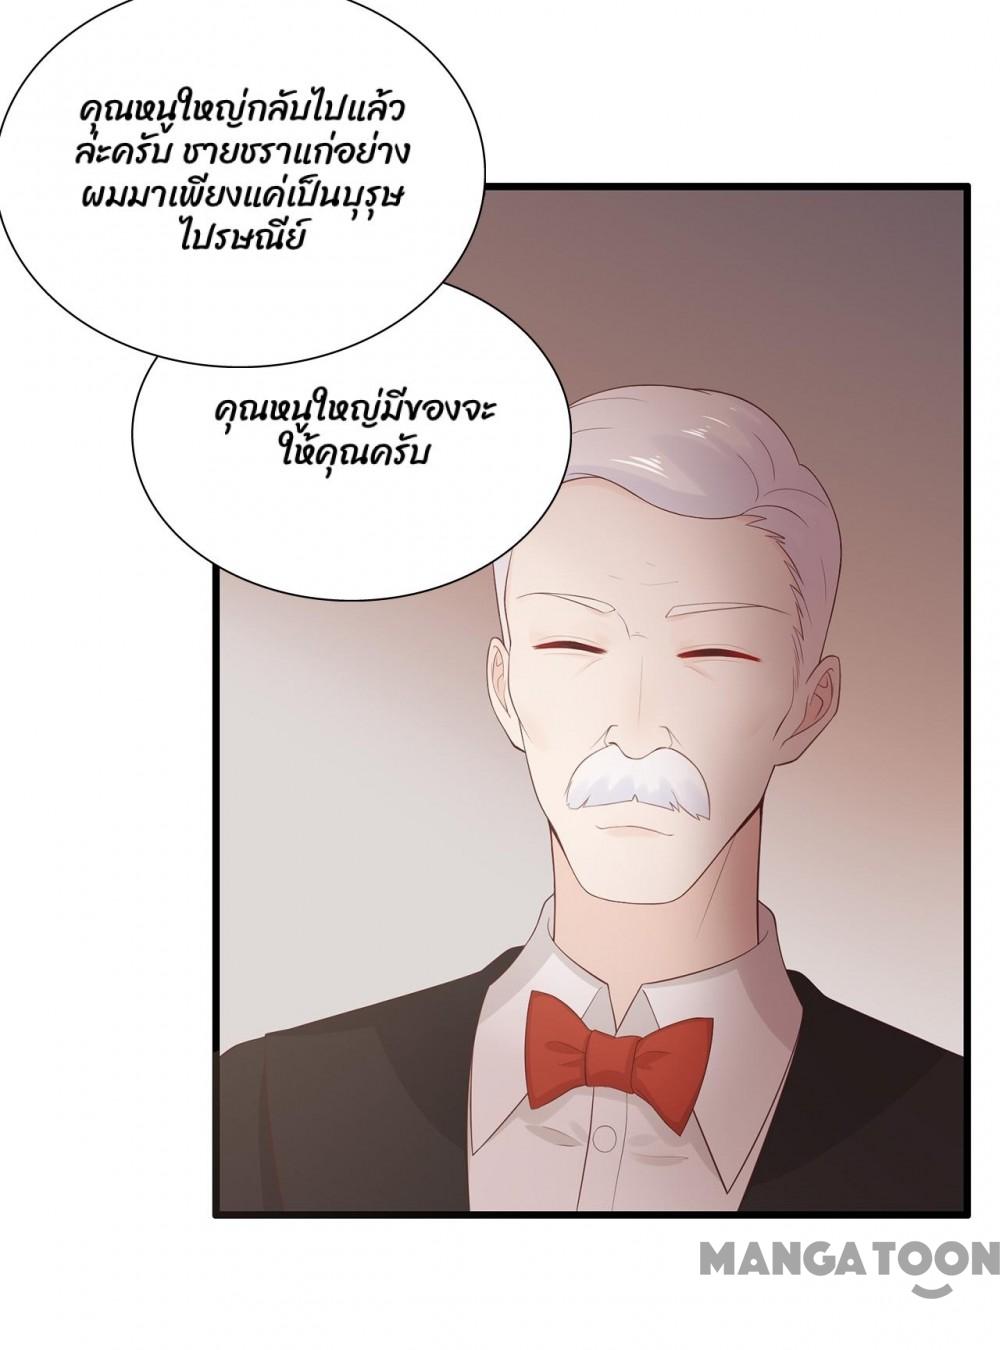 คุณหนูใหญ่กลับไปแล้ว
ล่ะครับ ชายชราแก่อย่าง
ผมมาเพียงแค่เป็นบุรุษ
ไปรษณีย์
คุณหนูใหญ่มีของจะ
ให้คุณครับ
MANGATOON